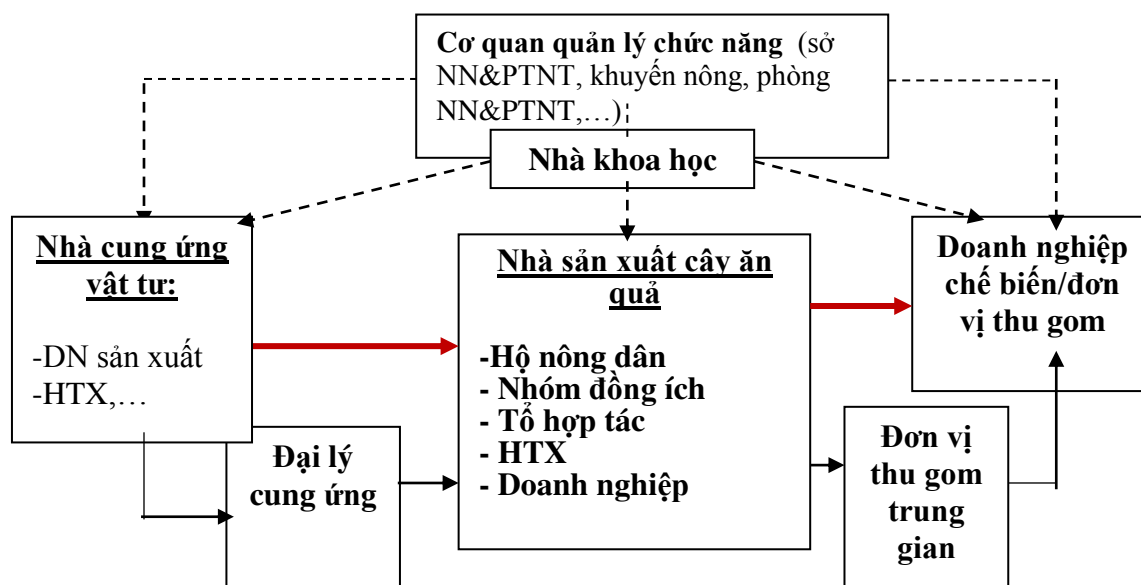 Cơ quan quản lý chức năng (sở
NN&PTNT, khuyến nông, phòng
NN&PTNT,…)
Nhà khoa học
Nhà cung ứng
vật tư:
-DN sản xuất
-HTX,…
Đại lý
cung ứng
Nhà sản xuất cây ăn
quả
-Hộ nông dân
- Nhóm đồng ích
- Tổ hợp tác
- HTX
- Doanh nghiệp
Doanh nghiệp
chế biến/đơn
vị thu gom
Đơn vị
thu gom
trung
gian